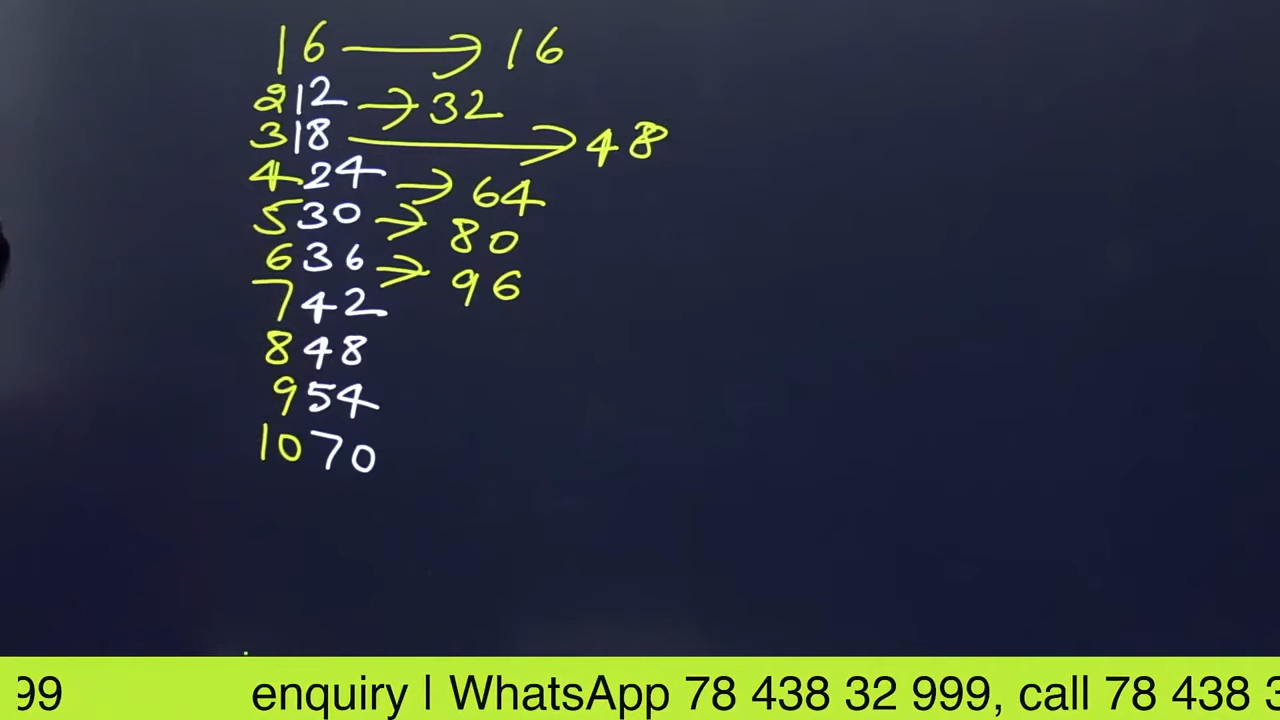 16 → 16
212 → 32
318 → 48
424 → 64
530 → 80
636 → 96
742
848
954
1070
99 enquiry | WhatsApp 78 438 32 999, call 78 438 3